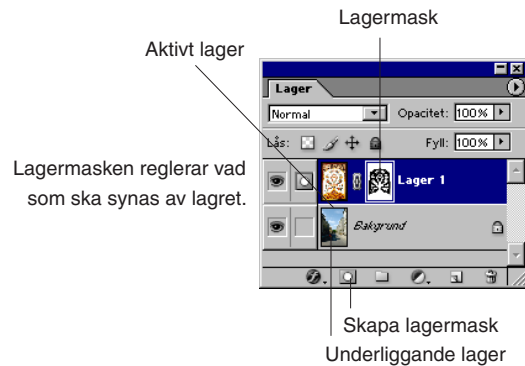 Lagermask
Aktivt lager
Lager
Normal
Opacitet: 100%
Lås:
Fyll: 100%
Lagermasken reglerar vad
som ska synas av lagret.
Lager 1
Bakgrund
Skapa lagermask
Underliggande lager